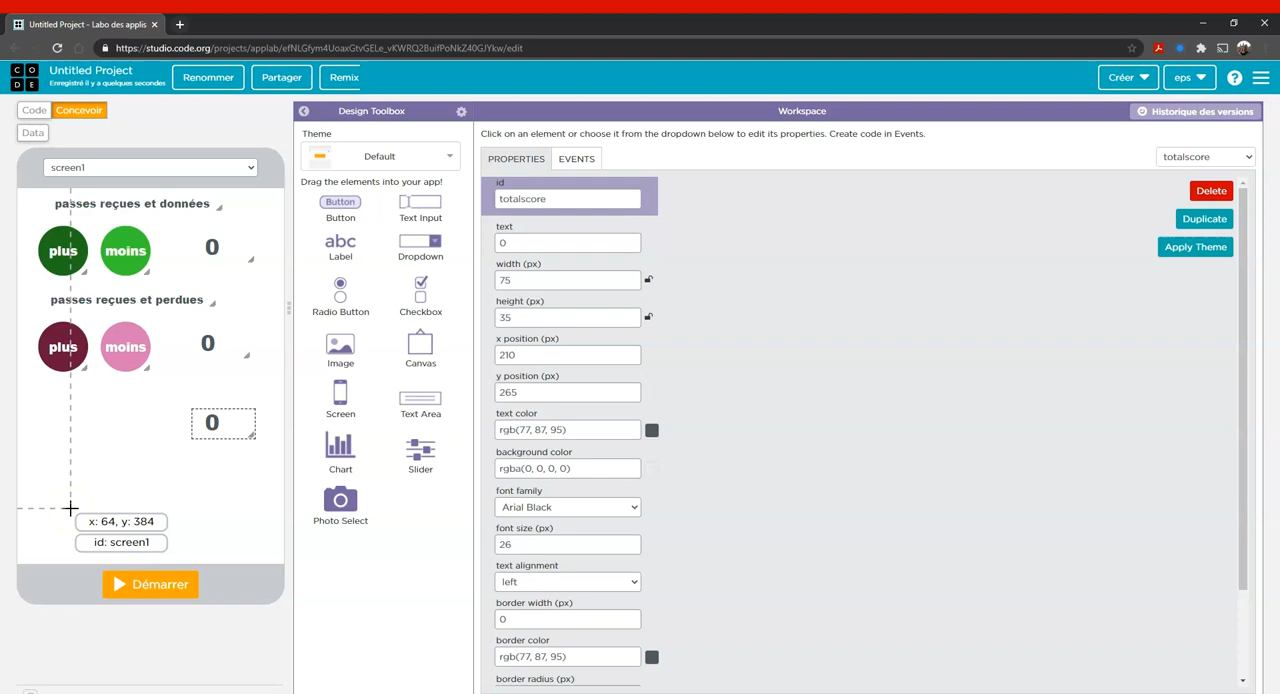 Untitled Project - Labo des applis
https://studio.code.org/projects/applab/efNLGfym4UoaxGtvGELe_vKWRQ2BuifPoNkZ40GJYkw/edit
CO
DE
Untitled Project
Enregistré il y a quelques secondes
Renommer
Partager
Remix
Créer
eps
?
Code
Concevoir
Data
Design Toolbox
Workspace
Historique des versions
screen1
passes reçues et données
plus
moins
0
passes reçues et perdues
plus
moins
0
0
x: 64, y: 384
id: screen1
Démarrer
Theme
Default
Drag the elements into your app!
Button
Button
Text Input
abc
Label
Dropdown
Radio Button
Checkbox
Image
Canvas
Screen
Text Area
Chart
Slider
Photo Select
Click on an element or choose it from the dropdown below to edit its properties. Create code in Events.
PROPERTIES
EVENTS
totalscore
id
totalscore
Delete
Duplicate
Apply Theme
text
0
width (px)
75
height (px)
35
x position (px)
210
y position (px)
265
text color
rgb(77, 87, 95)
background color
rgba(0, 0, 0, 0)
font family
Arial Black
font size (px)
26
text alignment
left
border width (px)
0
border color
rgb(77, 87, 95)
border radius (px)